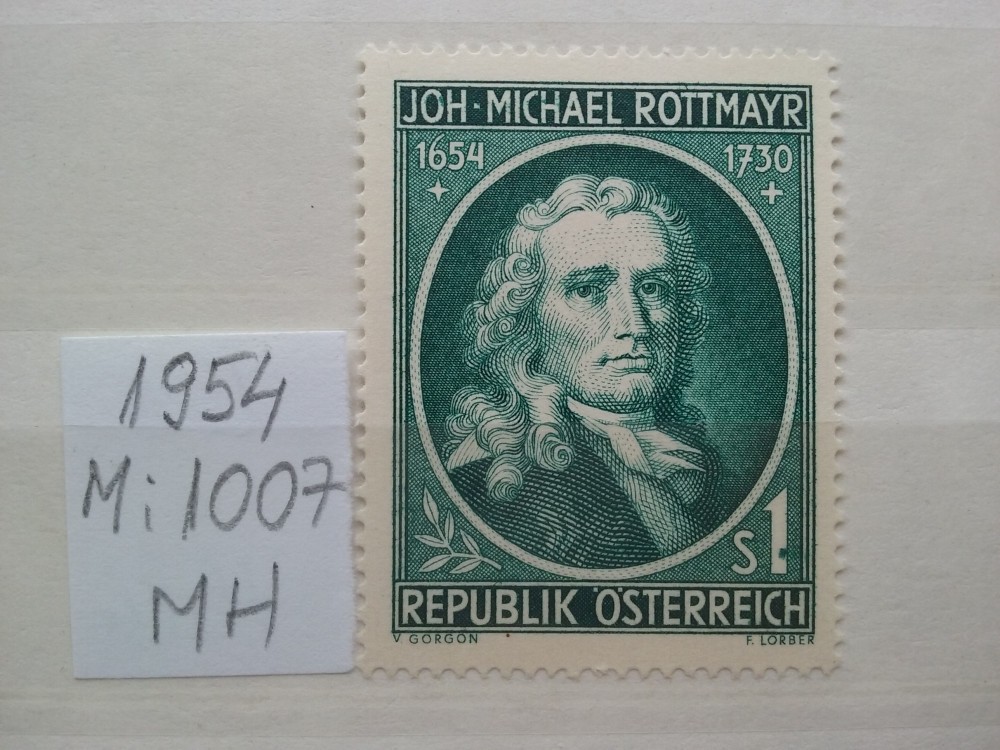 JOH·MICHAEL ROTTMAYR
1654 1730
S1
REPUBLIK ÖSTERREICH
V GORGON F. LORBER
1954
Mi 1007
MH